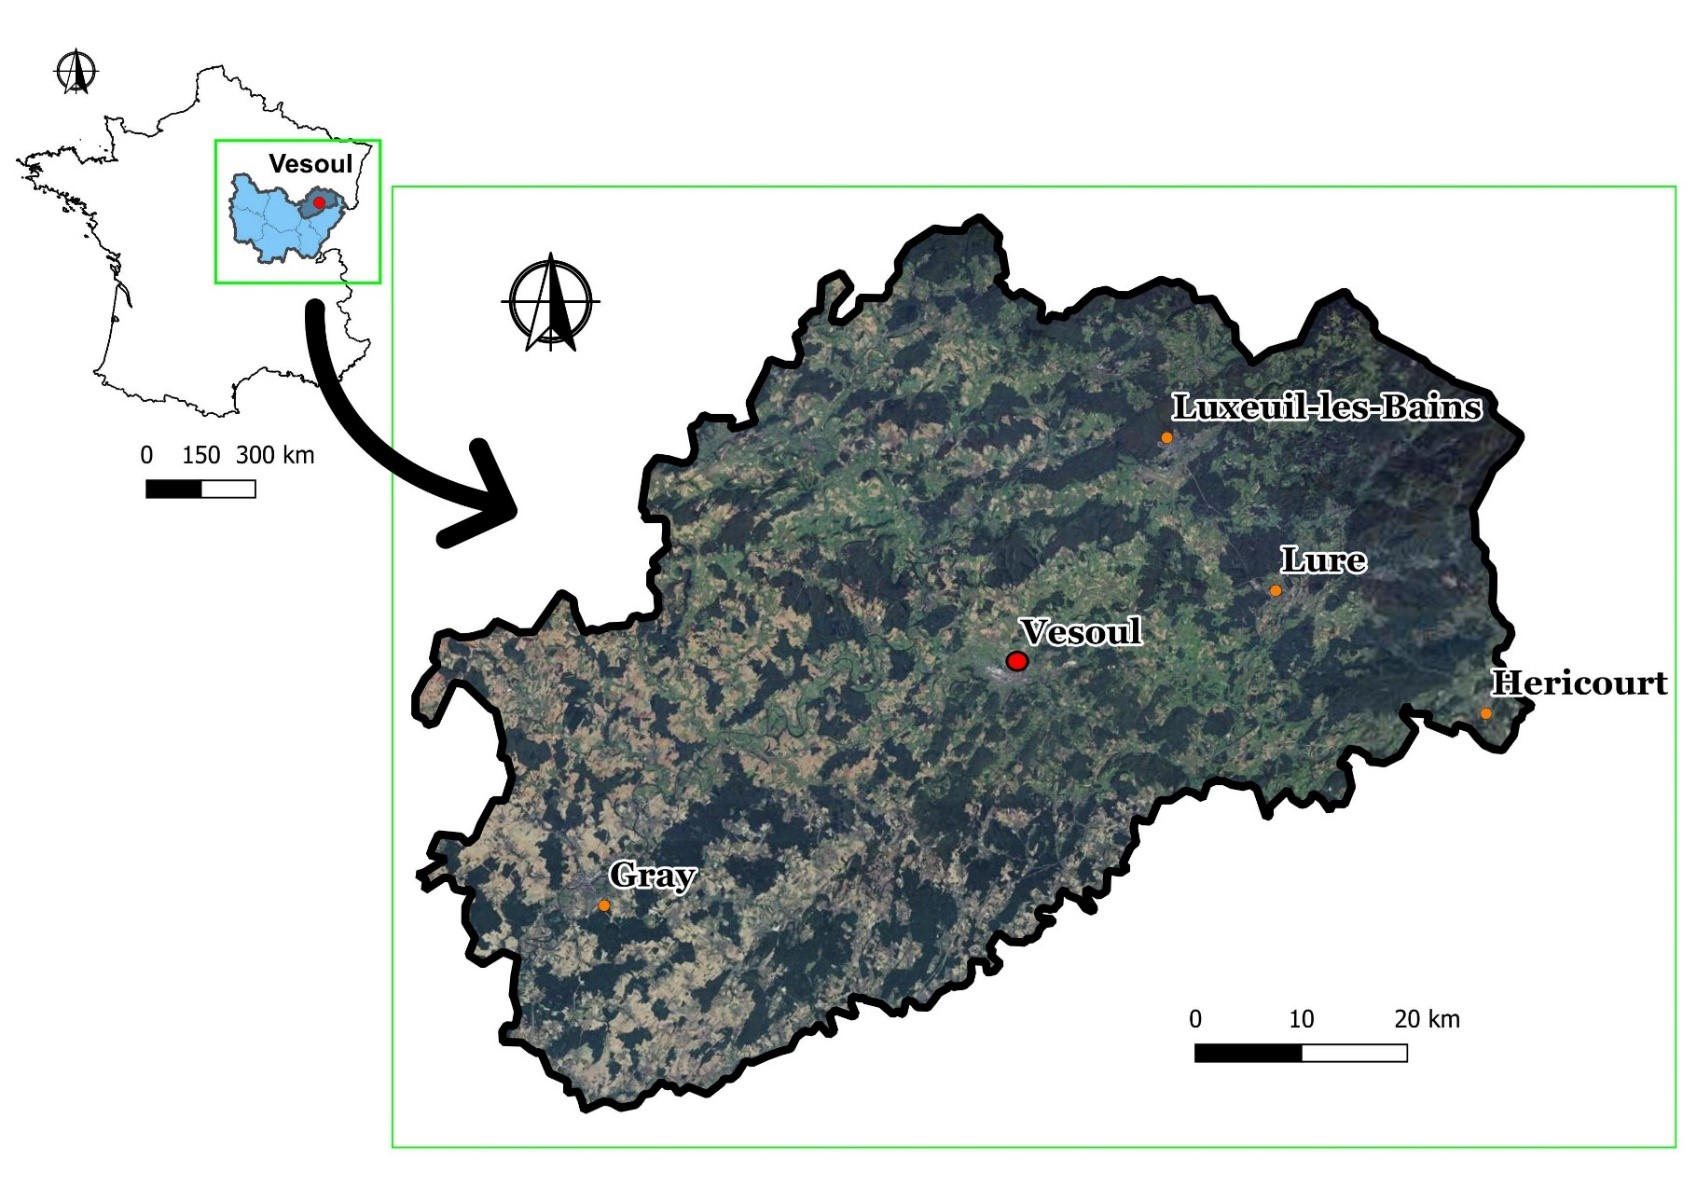 Vesoul
0 150 300 km
Luxeuil-les-Bains
Lure
Vesoul
Hericourt
Gray
0 10 20 km